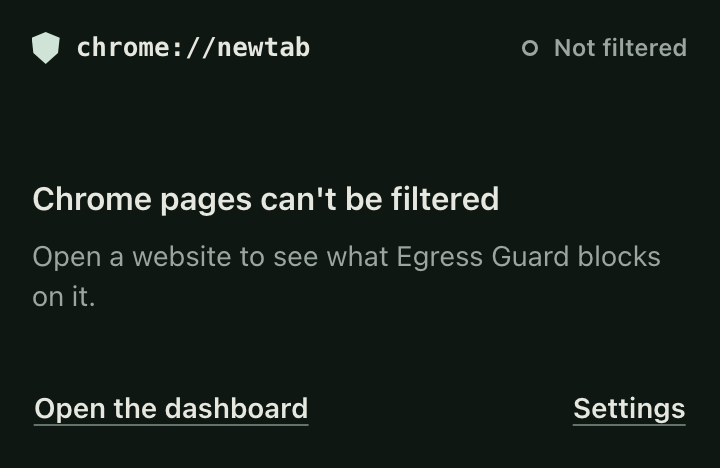 chrome://newtab
Not filtered
Chrome pages can't be filtered
Open a website to see what Egress Guard blocks
on it.
Open the dashboard
Settings